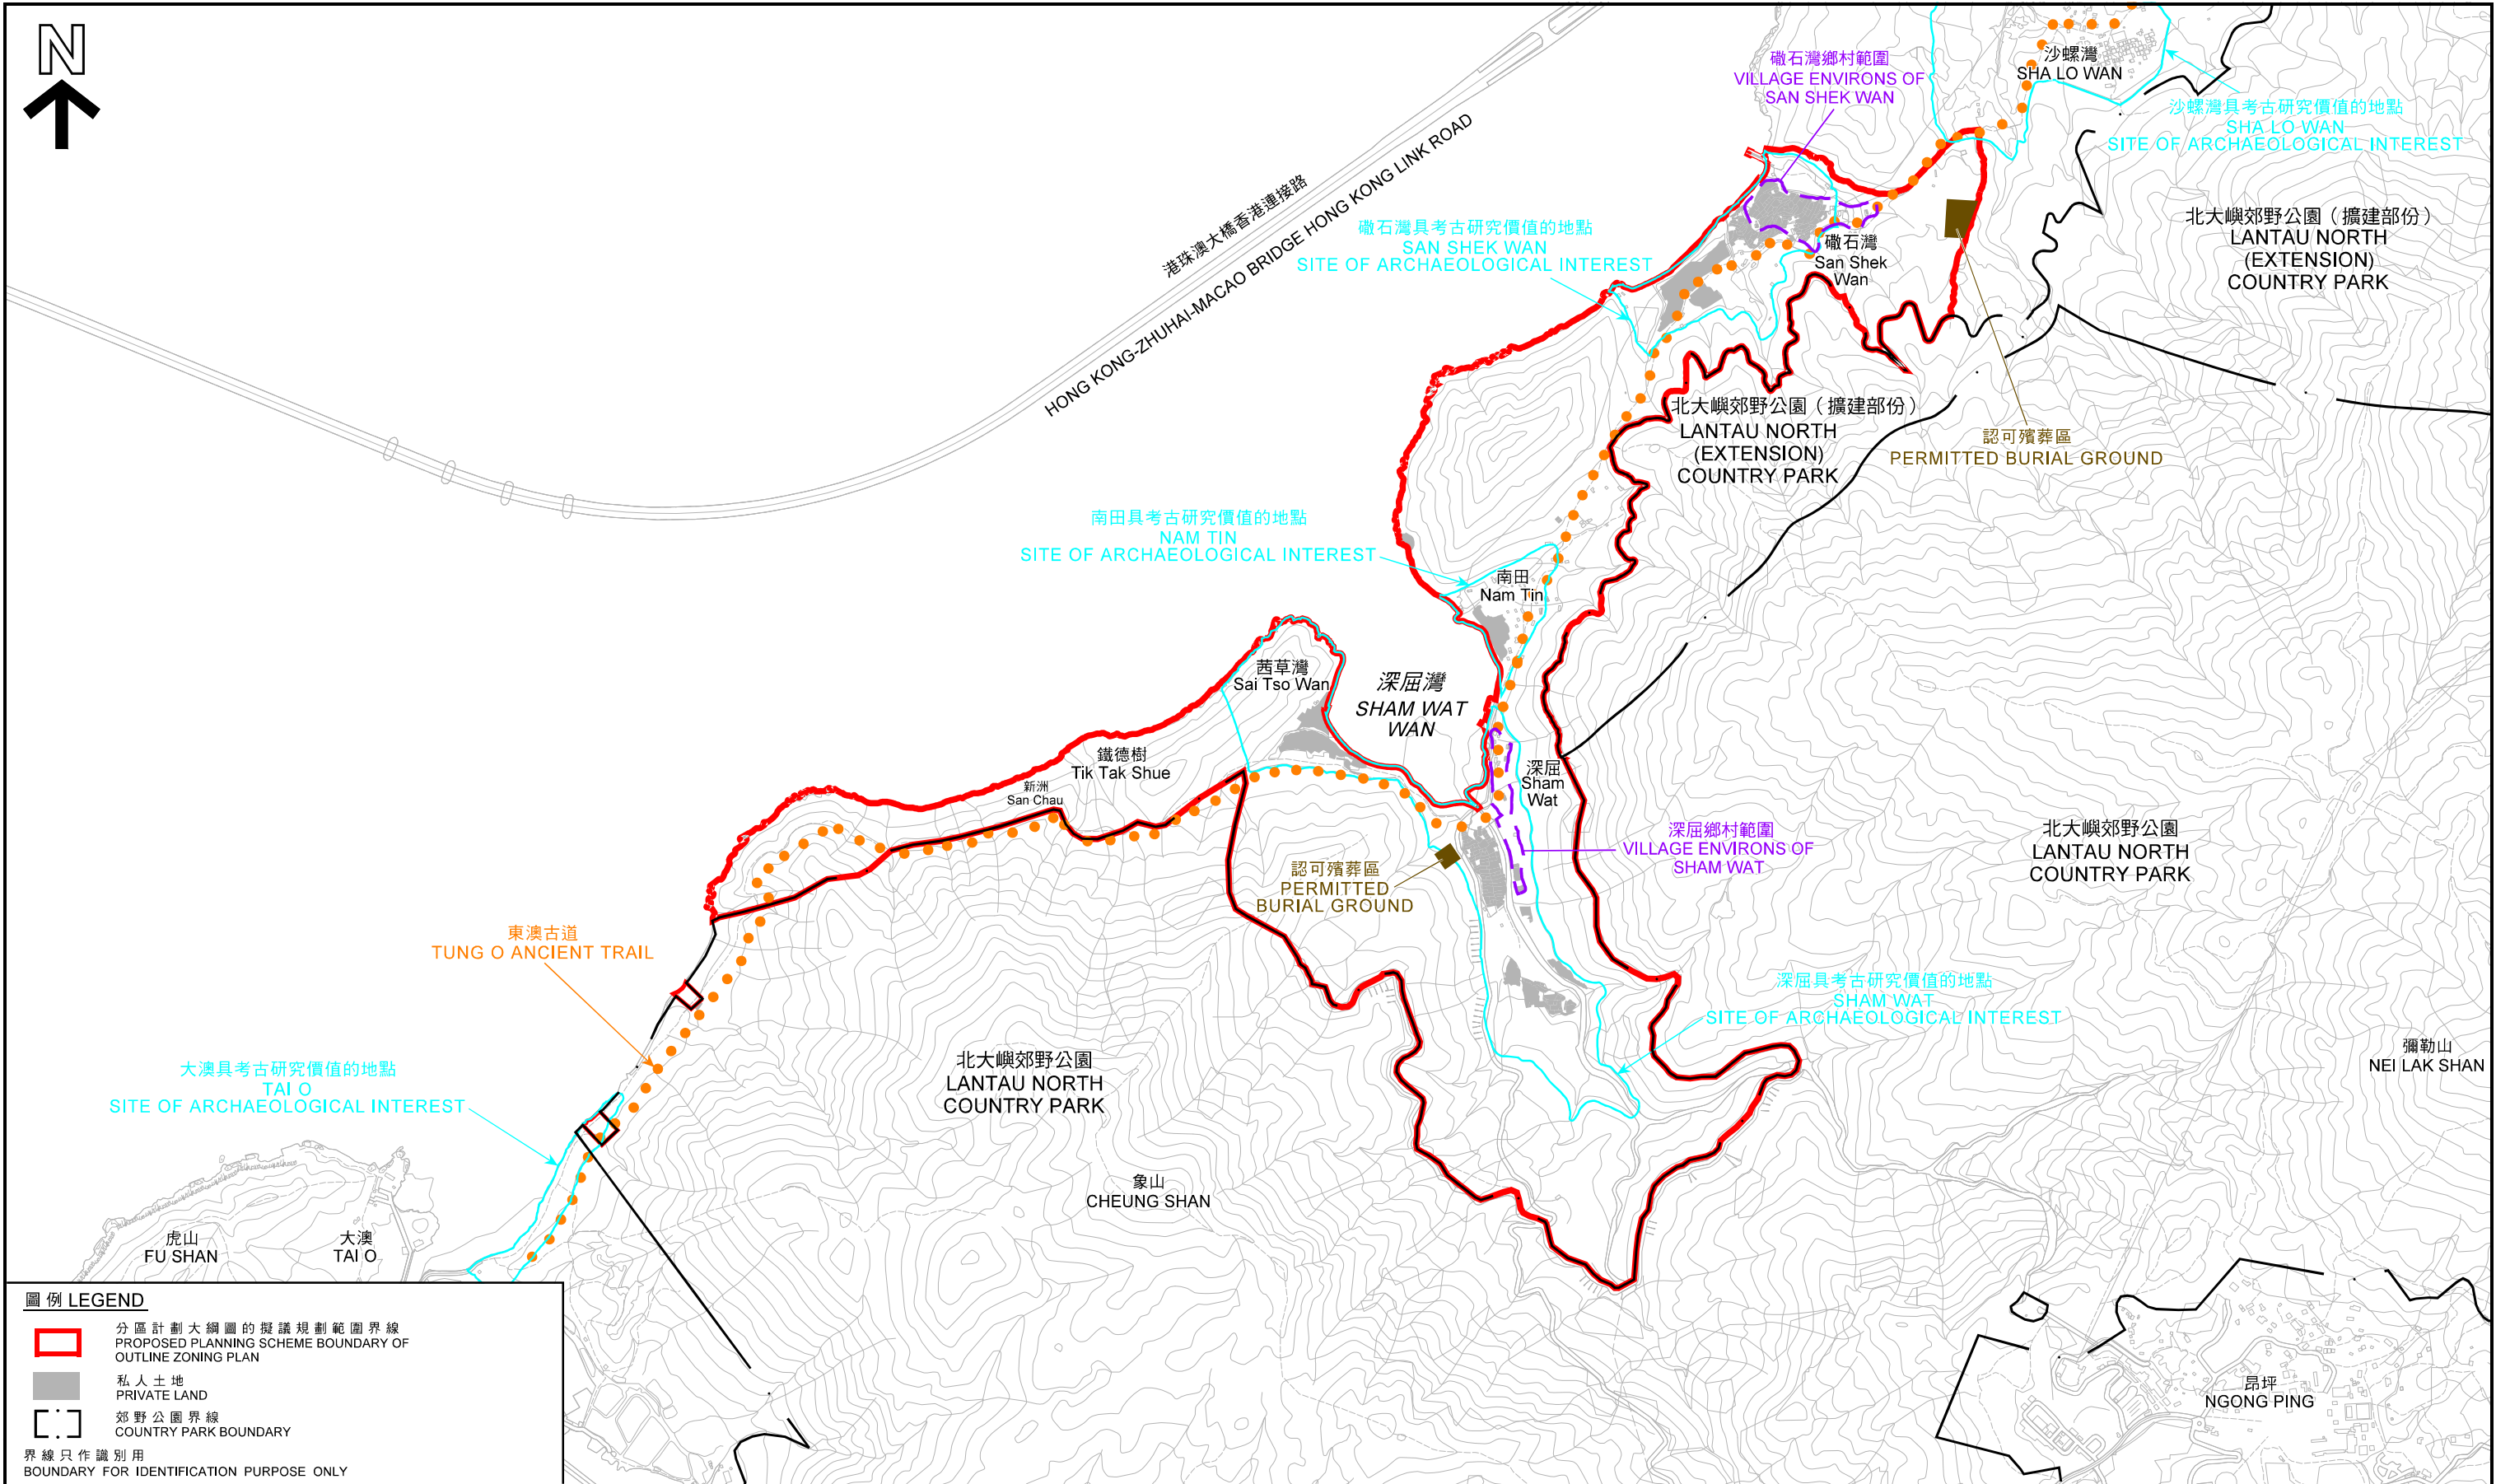 N
港珠澳大橋香港連接路
HONG KONG-ZHUHAI-MACAO BRIDGE HONG KONG LINK ROAD
礮石灣鄉村範圍
VILLAGE ENVIRONS OF
SAN SHEK WAN
沙螺灣
SHA LO WAN
沙螺灣具考古研究價值的地點
SHA LO WAN
SITE OF ARCHAEOLOGICAL INTEREST
北大嶼郊野公園（擴建部份）
LANTAU NORTH
(EXTENSION)
COUNTRY PARK
礮石灣具考古研究價值的地點
SAN SHEK WAN
SITE OF ARCHAEOLOGICAL INTEREST
礮石灣
San Shek
Wan
北大嶼郊野公園（擴建部份）
LANTAU NORTH
(EXTENSION)
COUNTRY PARK
認可殯葬區
PERMITTED BURIAL GROUND
南田具考古研究價值的地點
NAM TIN
SITE OF ARCHAEOLOGICAL INTEREST
南田
Nam Tin
茜草灣
Sai Tso Wan
深屈灣
SHAM WAT
WAN
鐵德樹
Tik Tak Shue
新洲
San Chau
深屈
Sham
Wat
深屈鄉村範圍
VILLAGE ENVIRONS OF
SHAM WAT
北大嶼郊野公園
LANTAU NORTH
COUNTRY PARK
認可殯葬區
PERMITTED
BURIAL GROUND
東澳古道
TUNG O ANCIENT TRAIL
深屈具考古研究價值的地點
SHAM WAT
SITE OF ARCHAEOLOGICAL INTEREST
彌勒山
NEI LAK SHAN
北大嶼郊野公園
LANTAU NORTH
COUNTRY PARK
大澳具考古研究價值的地點
TAI O
SITE OF ARCHAEOLOGICAL INTEREST
象山
CHEUNG SHAN
虎山
FU SHAN
大澳
TAI O
昂坪
NGONG PING
圖例 LEGEND
分區計劃大綱圖的擬議規劃範圍界線
PROPOSED PLANNING SCHEME BOUNDARY OF
OUTLINE ZONING PLAN
私人土地
PRIVATE LAND
郊野公園界線
COUNTRY PARK BOUNDARY
界線只作識別用
BOUNDARY FOR IDENTIFICATION PURPOSE ONLY